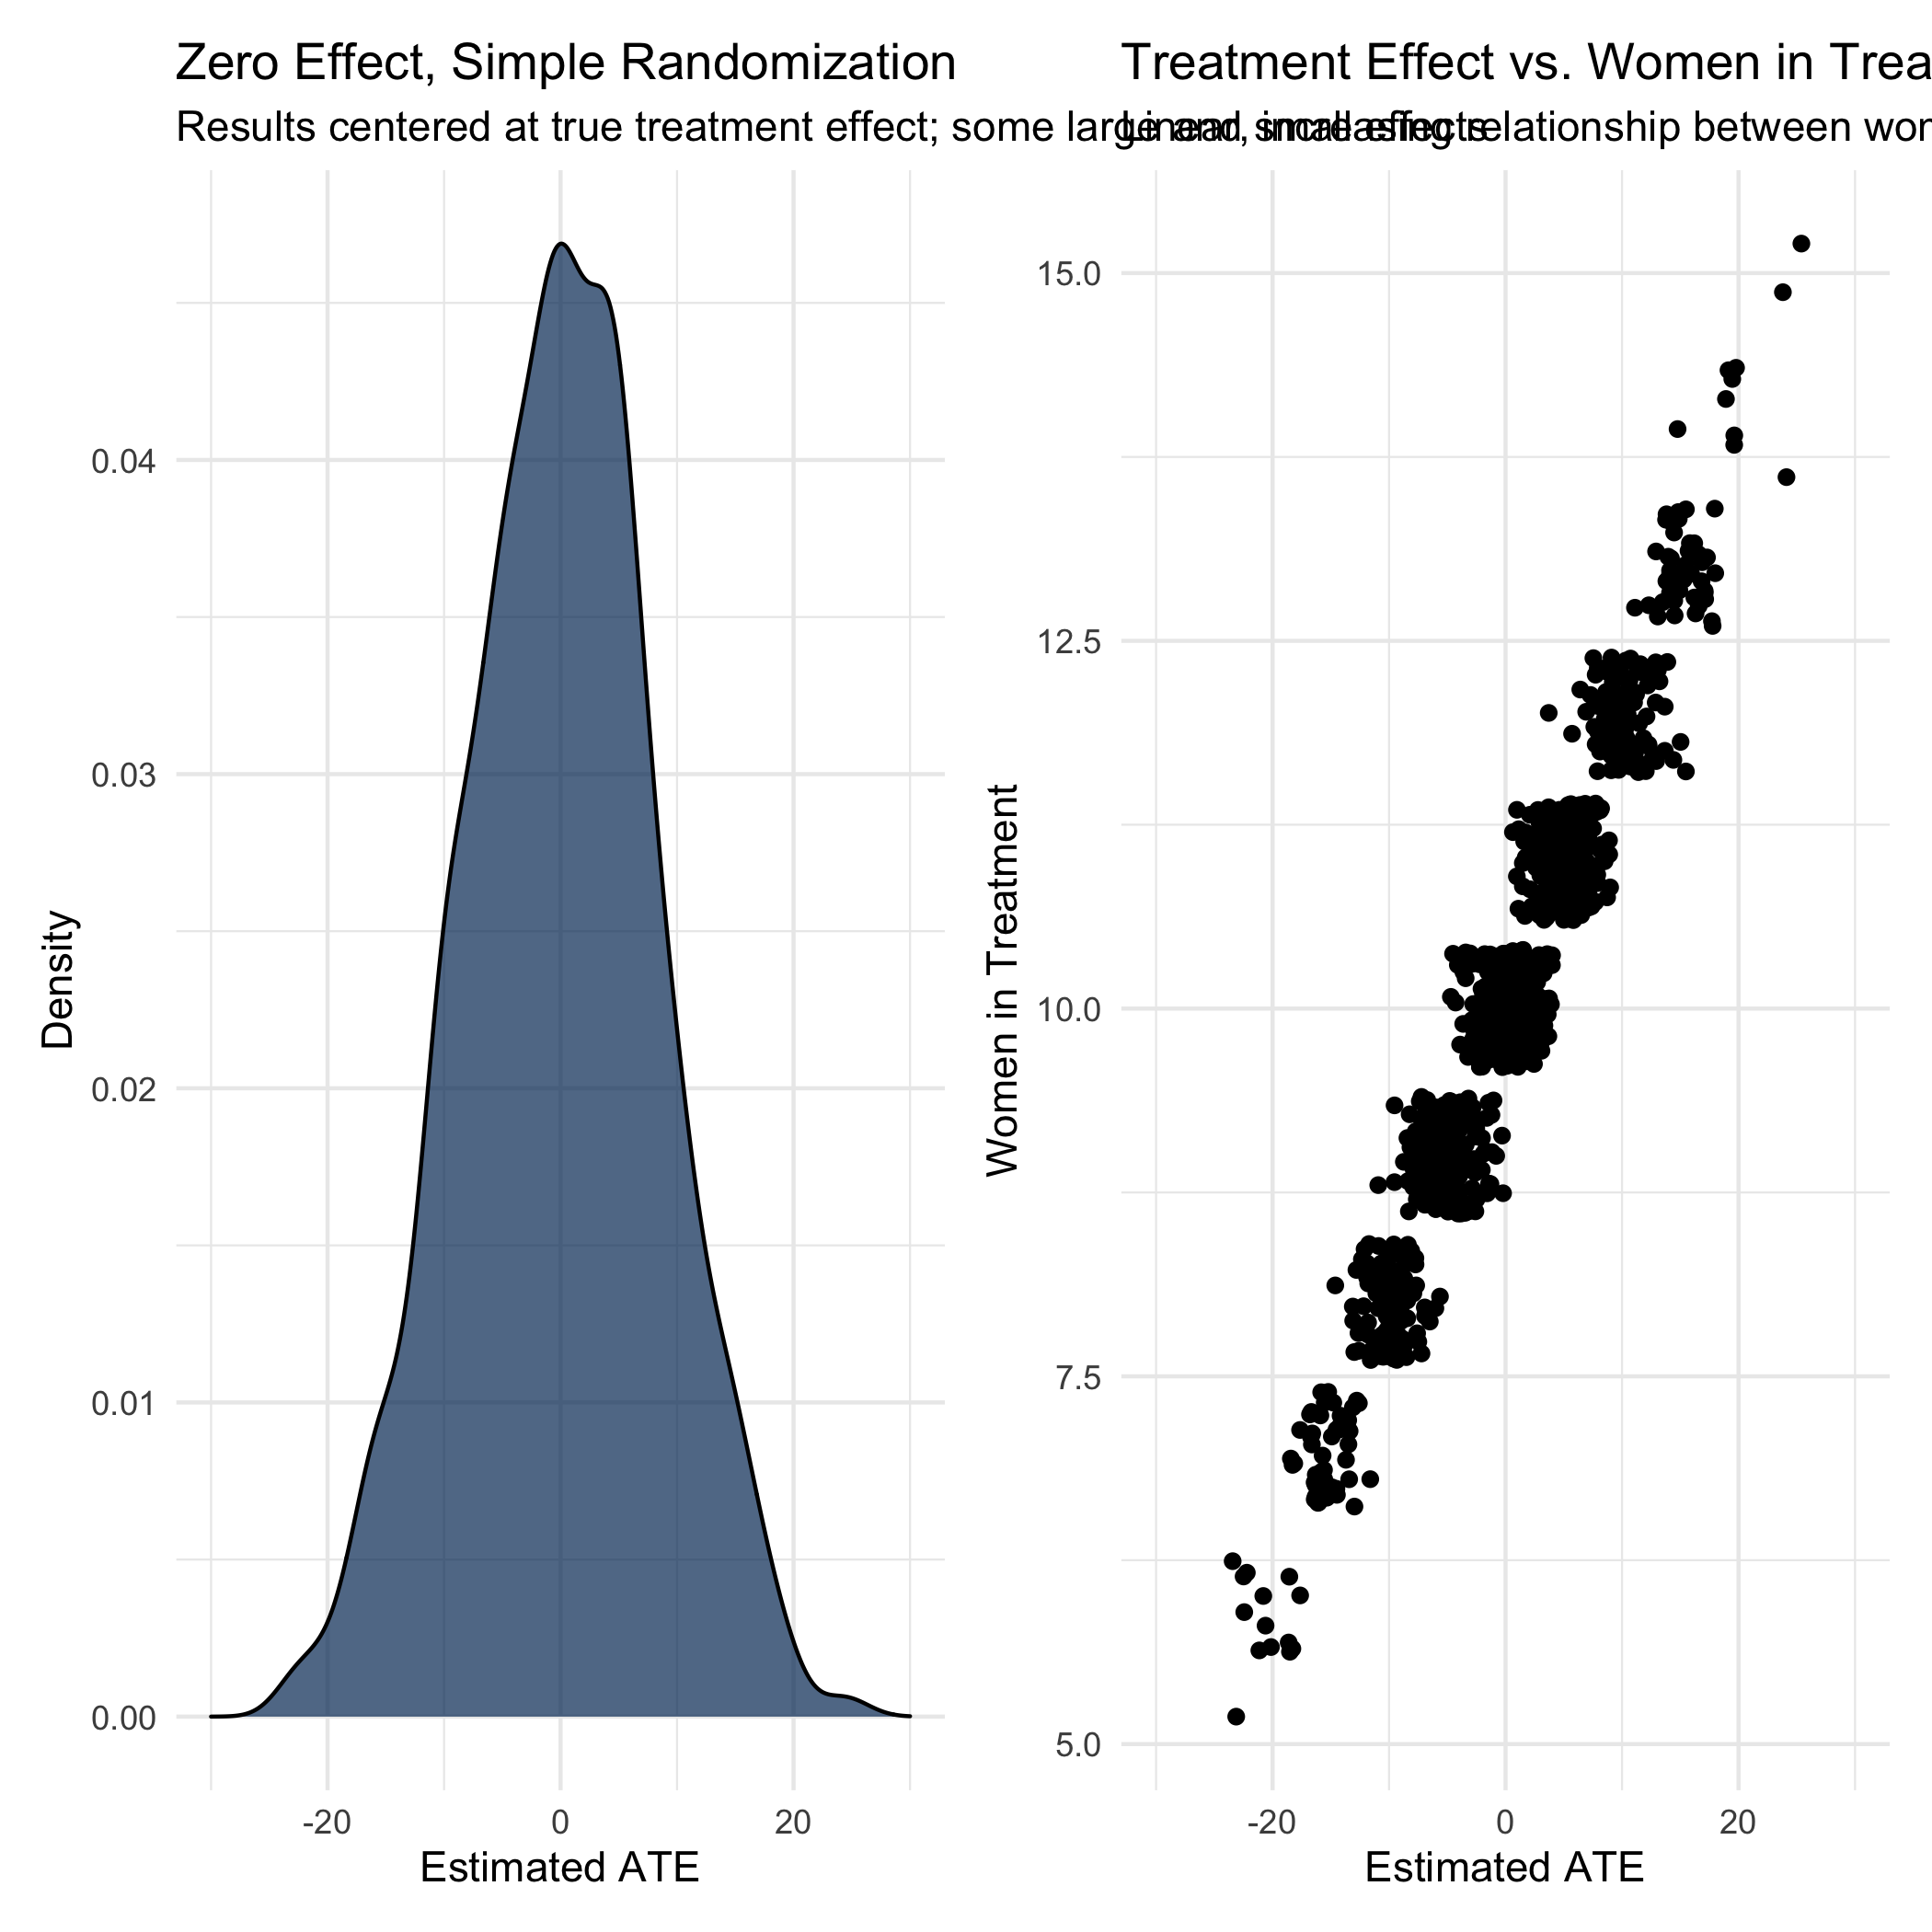 Zero Effect, Simple Randomization
Results centered at true treatment effect; some large and small effects
Density
0.04
0.03
0.02
0.01
0.00
-20 0 20
Estimated ATE
Treatment Effect vs. Women in Trea
Linear, increasing relationship between wor
Women in Treatment
15.0
12.5
10.0
7.5
5.0
-20 0 20
Estimated ATE